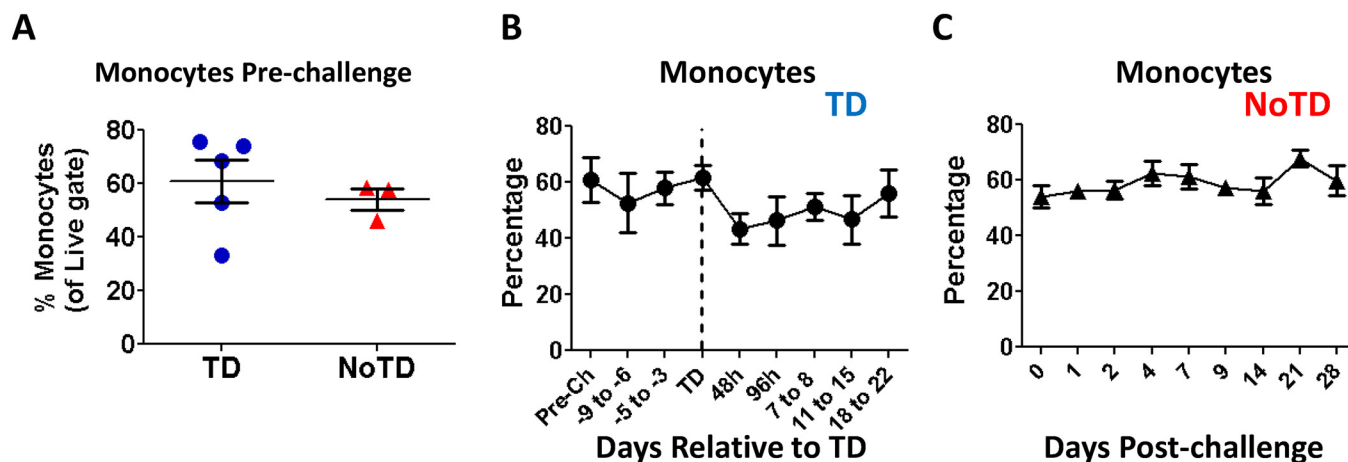 A
Monocytes Pre-challenge
% Monocytes
(of Live gate)
80
60
40
20
0
TD
NoTD
B
Monocytes
TD
Percentage
80
60
40
20
0
Pre-Ch
-9 to -6
-5 to -3
TD
48h
96h
7 to 8
11 to 15
18 to 22
Days Relative to TD
C
Monocytes
NoTD
Percentage
80
60
40
20
0
0
1
2
4
7
9
14
21
28
Days Post-challenge